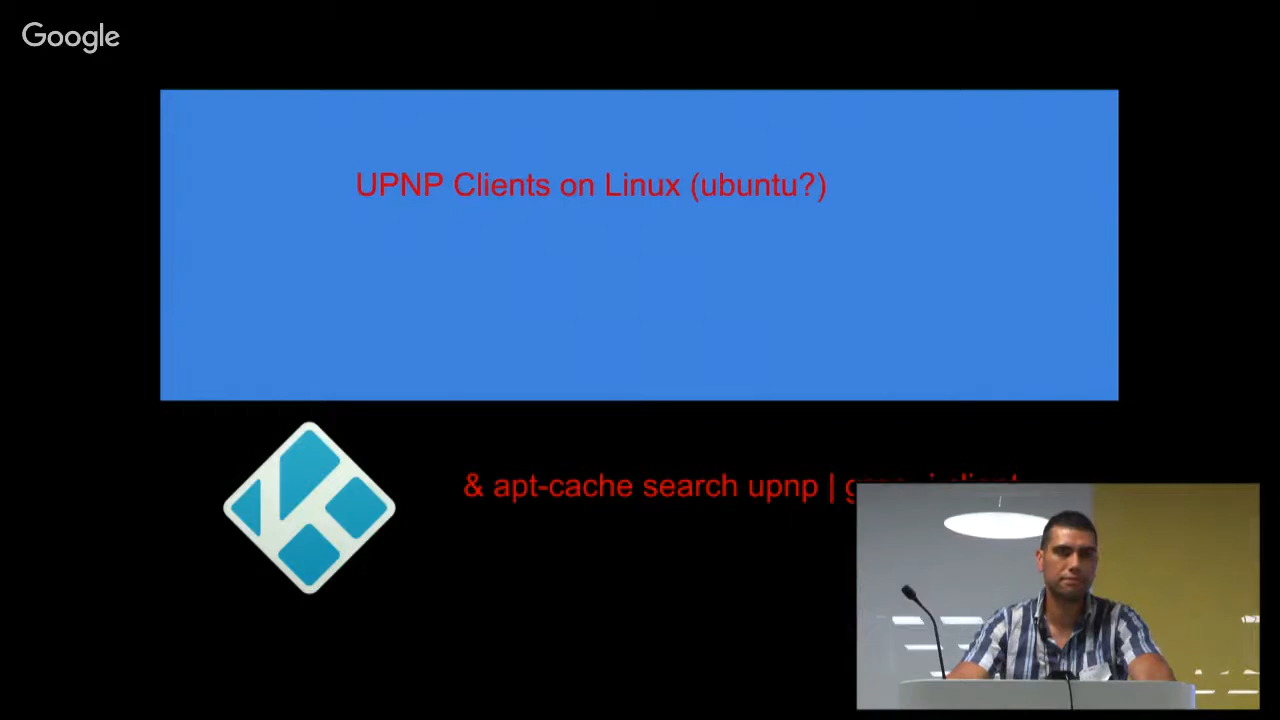 Google
UPNP Clients on Linux (ubuntu?)
& apt-cache search upnp |